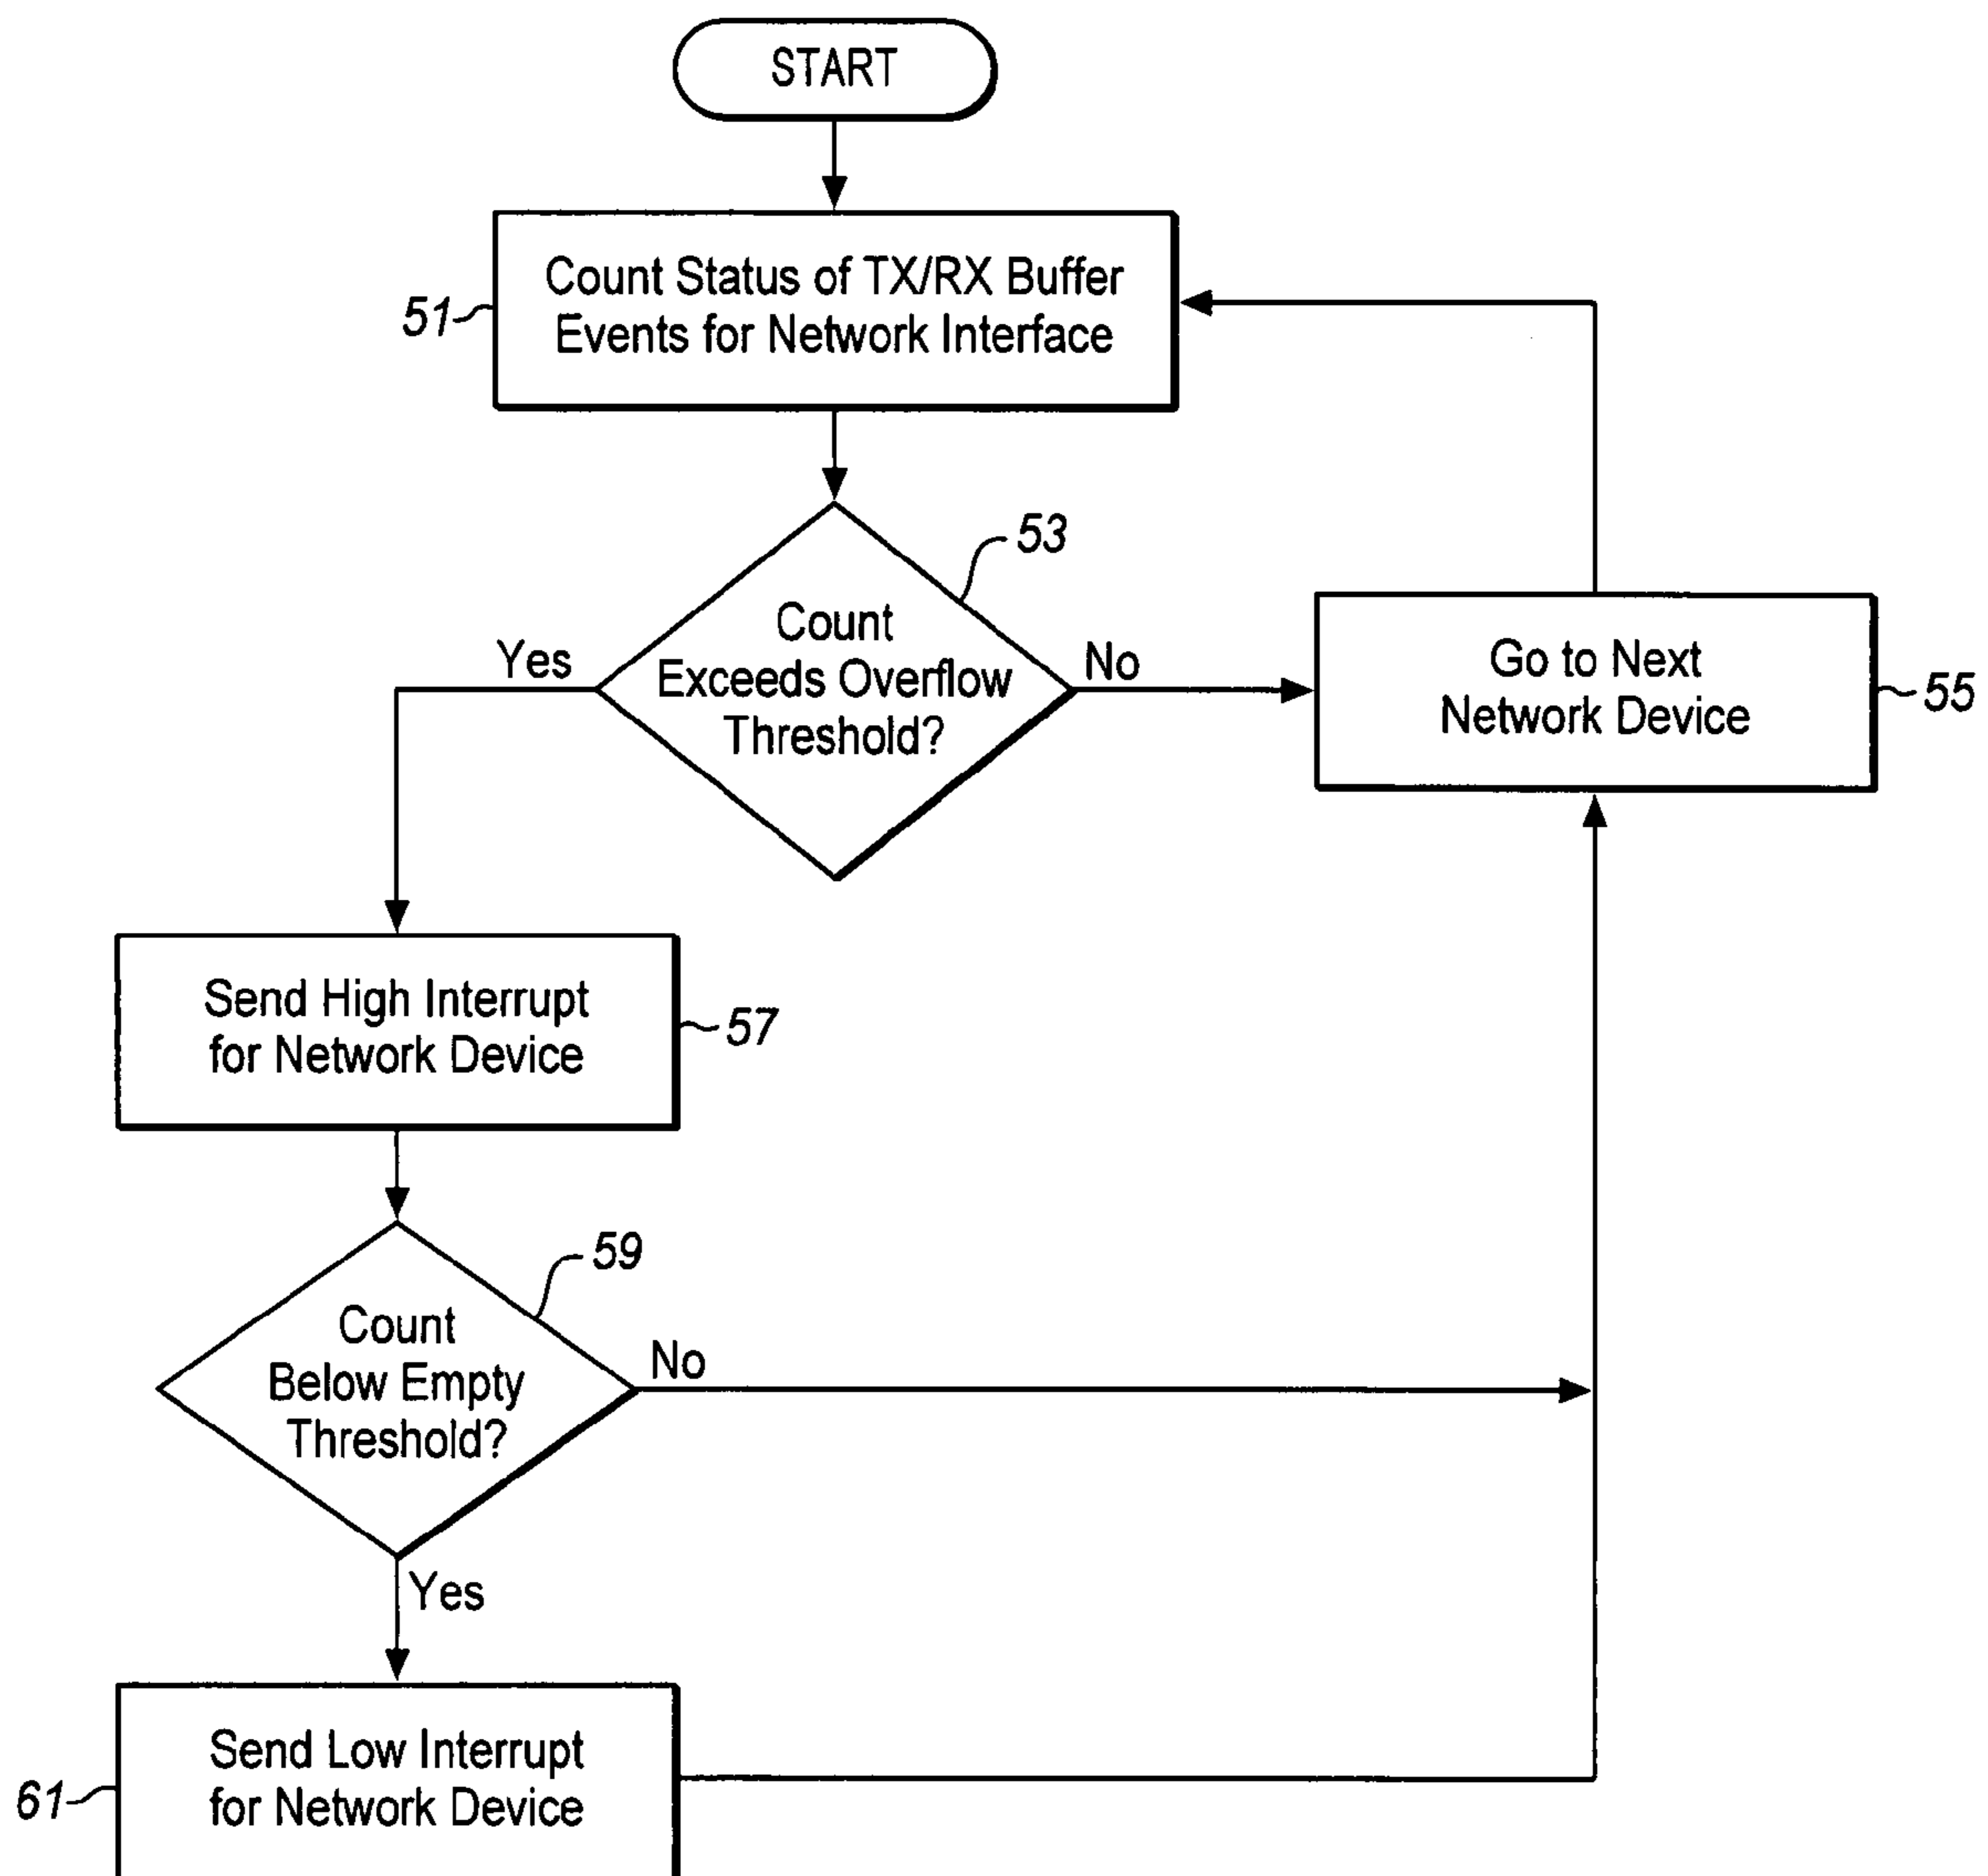 START
Count Status of TX/RX Buffer
Events for Network Interface
51
53
Count
Exceeds Overflow
Threshold?
Yes
No
Go to Next
Network Device
55
Send High Interrupt
for Network Device
57
59
Count
Below Empty
Threshold?
No
Yes
Send Low Interrupt
for Network Device
61